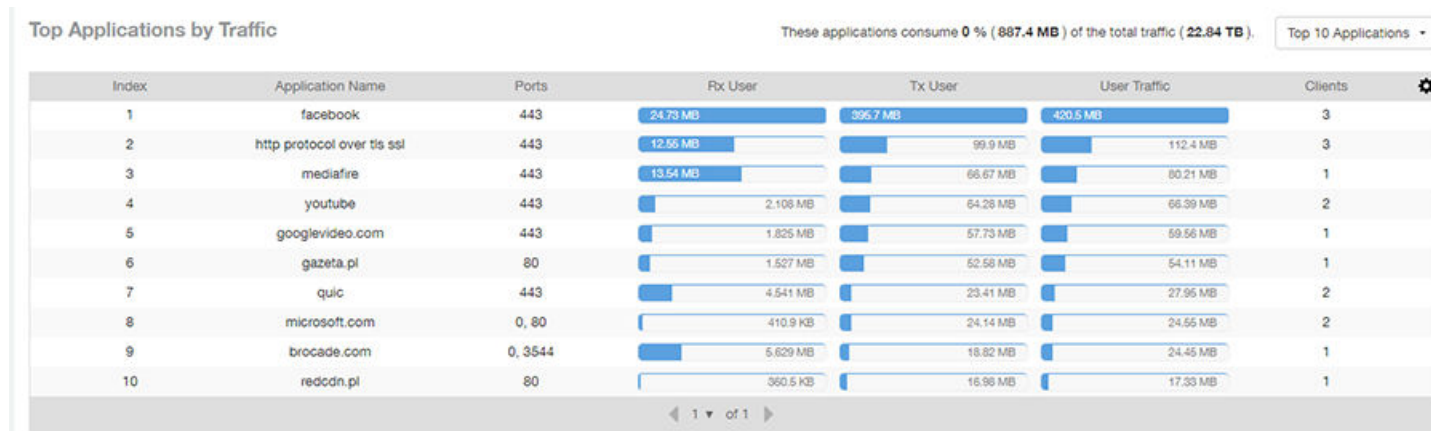 Top Applications by Traffic These applications consume 0 % ( 887.4 MB ) of the total traffic ( 22.84 TB ). Top 10 Applications
Index Application Name Ports Rx User Tx User User Traffic Clients
1 facebook 443 24.73 MB 395.7 MB 420.5 MB 3
2 http protocol over tls ssl 443 12.55 MB 99.9 MB 112.4 MB 3
3 mediafire 443 13.54 MB 66.67 MB 80.21 MB 1
4 youtube 443 2.108 MB 64.28 MB 66.39 MB 2
5 googlevideo.com 443 1.825 MB 57.73 MB 59.56 MB 1
6 gazeta.pl 80 1.527 MB 52.58 MB 54.11 MB 1
7 quic 443 4.541 MB 23.41 MB 27.95 MB 2
8 microsoft.com 0, 80 410.9 KB 24.14 MB 24.55 MB 2
9 brocade.com 0, 3544 5.629 MB 18.82 MB 24.45 MB 1
10 redcdn.pl 80 360.5 KB 16.98 MB 17.33 MB 1
1 of 1